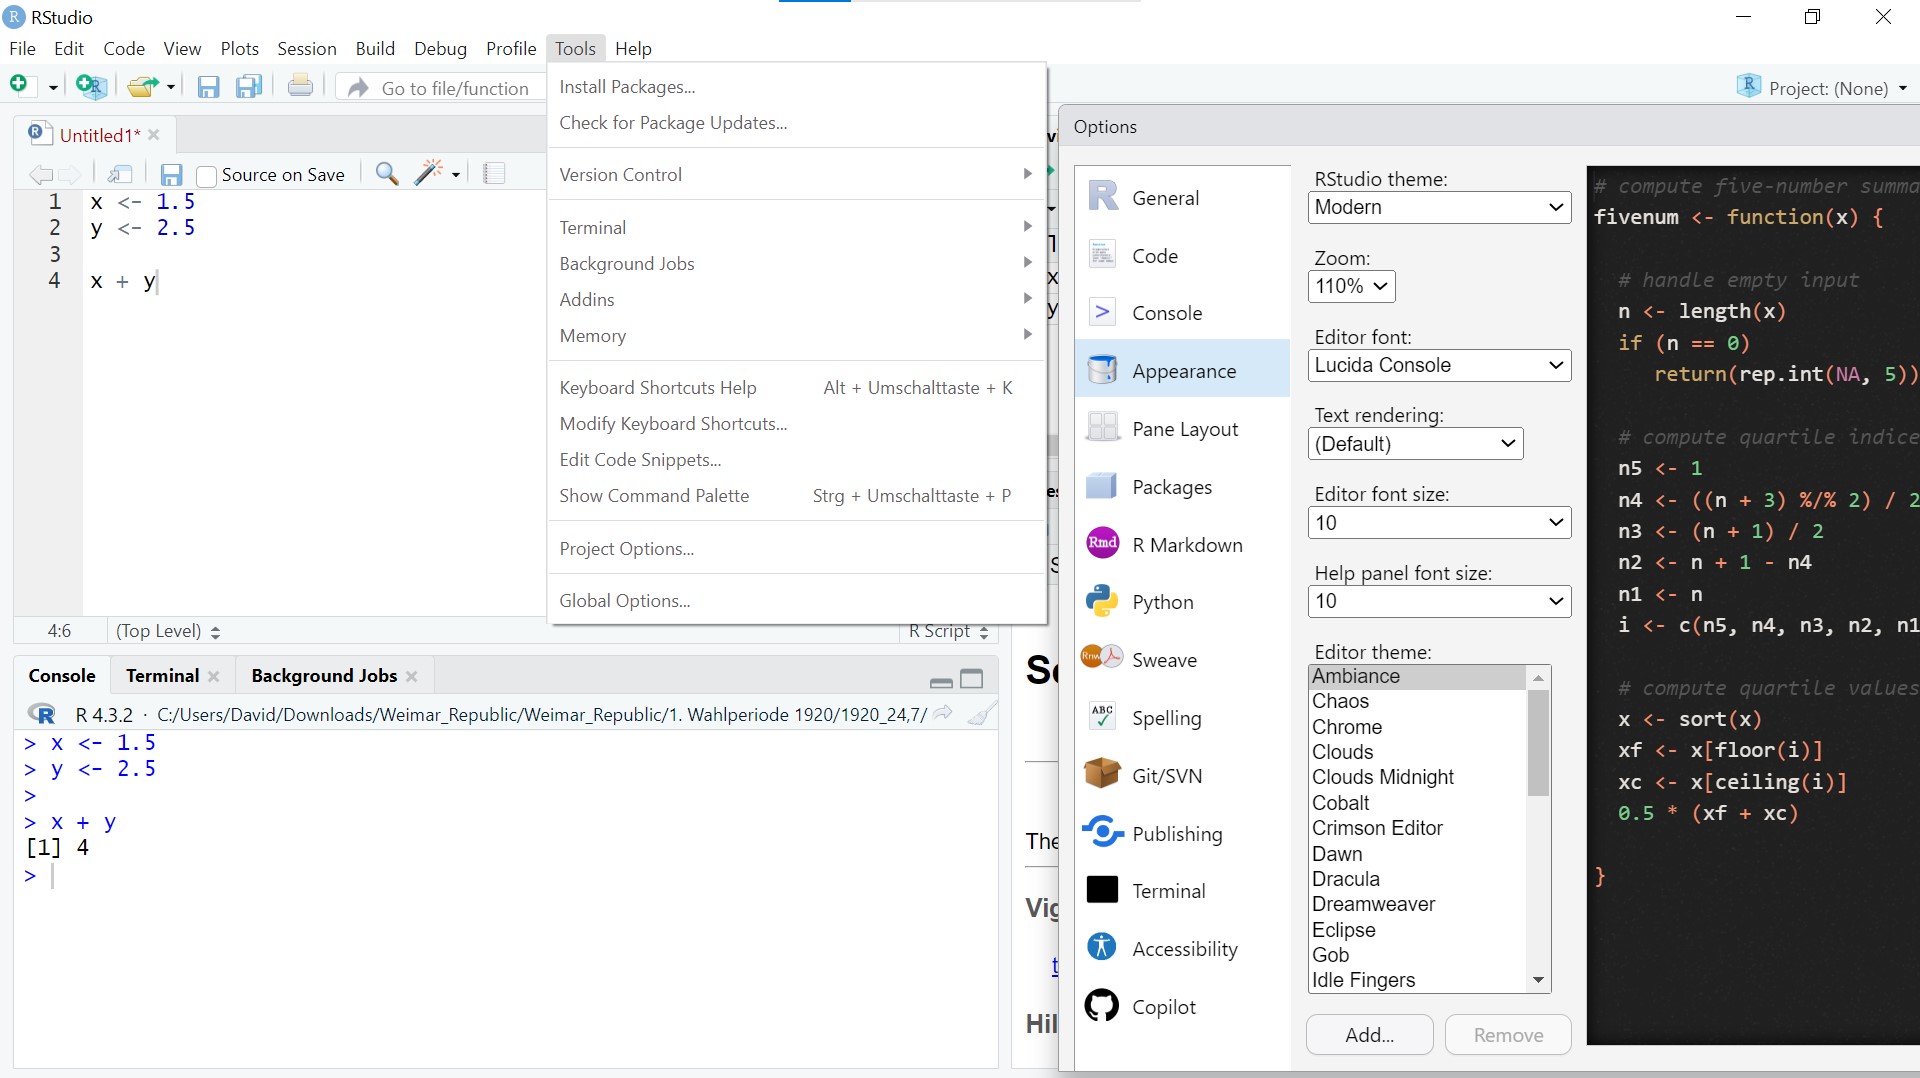 RStudio
File Edit Code View Plots Session Build Debug Profile Tools Help
Go to file/function
Project: (None)
Untitled1*
Source on Save
1 x <- 1.5
2 y <- 2.5
3
4 x + y
4:6 (Top Level) R Script
Install Packages...
Check for Package Updates...
Version Control
Terminal
Background Jobs
Addins
Memory
Keyboard Shortcuts Help Alt + Umschalttaste + K
Modify Keyboard Shortcuts...
Edit Code Snippets...
Show Command Palette Strg + Umschalttaste + P
Project Options...
Global Options...
Console Terminal Background Jobs
R 4.3.2 · C:/Users/David/Downloads/Weimar_Republic/Weimar_Republic/1. Wahlperiode 1920/1920_24,7/
> x <- 1.5
> y <- 2.5
>
> x + y
[1] 4
>
The
Vig
Hil
Options
General
Code
Console
Appearance
Pane Layout
Packages
Rmd R Markdown
Python
Rnw Sweave
ABC Spelling
Git/SVN
Publishing
Terminal
Accessibility
Copilot
RStudio theme:
Modern
Zoom:
110%
Editor font:
Lucida Console
Text rendering:
(Default)
Editor font size:
10
Help panel font size:
10
Editor theme:
Ambiance
Chaos
Chrome
Clouds
Clouds Midnight
Cobalt
Crimson Editor
Dawn
Dracula
Dreamweaver
Eclipse
Gob
Idle Fingers
Add... Remove
# compute five-number summa
fivenum <- function(x) {
# handle empty input
n <- length(x)
if (n == 0)
return(rep.int(NA, 5))
# compute quartile indice
n5 <- 1
n4 <- ((n + 3) %/% 2) / 2
n3 <- (n + 1) / 2
n2 <- n + 1 - n4
n1 <- n
i <- c(n5, n4, n3, n2, n1
# compute quartile values
x <- sort(x)
xf <- x[floor(i)]
xc <- x[ceiling(i)]
0.5 * (xf + xc)
}